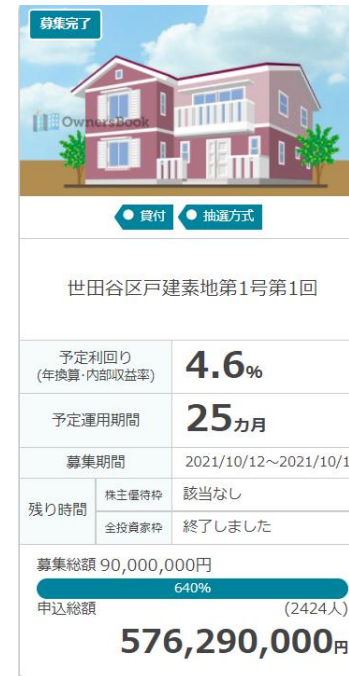 募集完了
OwnersBook
貸付 抽選方式
世田谷区戸建素地第1号第1回
予定利回り
(年換算・内部収益率)
4.6%
予定運用期間
25カ月
募集期間
2021/10/12～2021/10/1
残り時間
株主優待枠
該当なし
全投資家枠
終了しました
募集総額 90,000,000円
640%
申込総額 (2424人)
576,290,000円